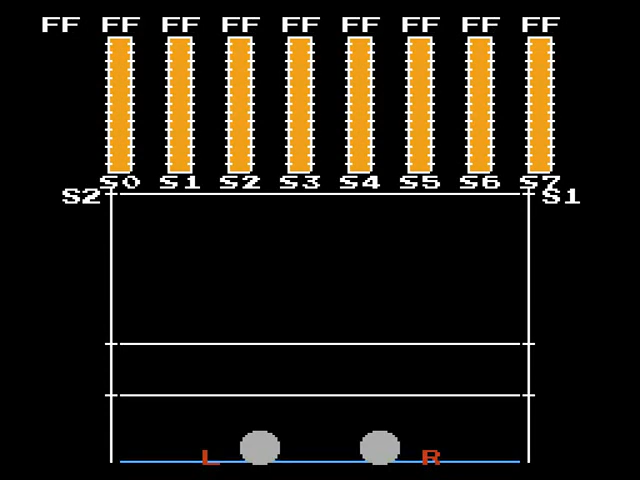 FF FF FF FF FF FF FF FF FF
S0 S1 S2 S3 S4 S5 S6 S7
S2 S1
L R